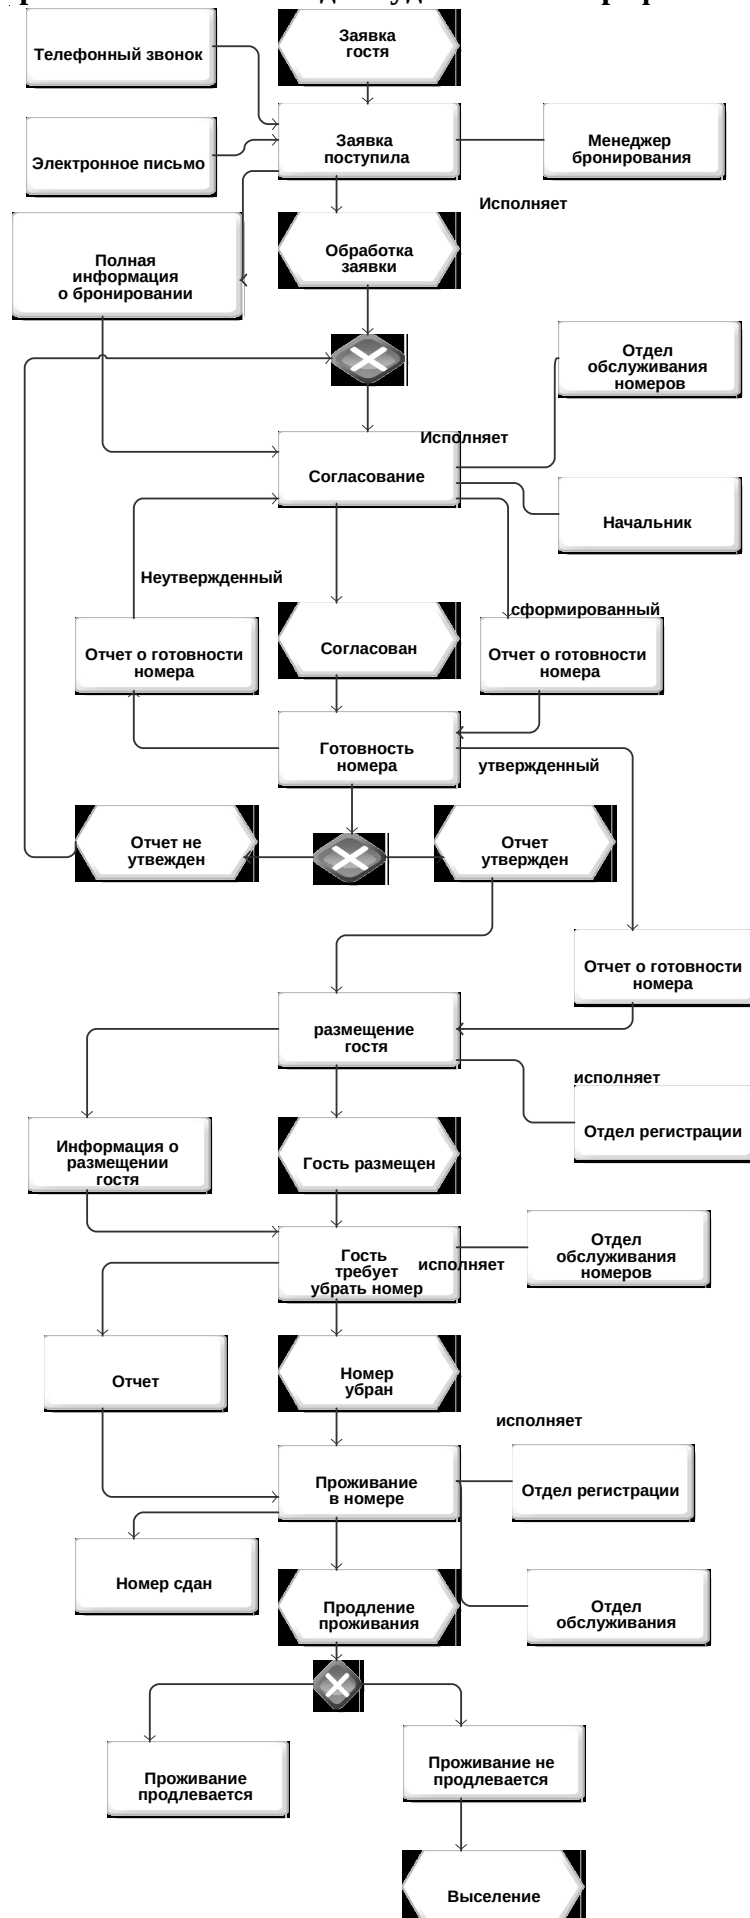 Заявка
гостя
Телефонный звонок
Заявка
поступила
Менеджер
бронирования
Электронное письмо
Исполняет
Обработка
заявки
Полная
информация
о бронировании
Отдел
обслуживания
номеров
Исполняет
Согласование
Начальник
Неутвержденный
сформированный
Отчет о готовности
номера
Согласован
Отчет о готовности
номера
Готовность
номера
утвержденный
Отчет не
утвежден
Отчет
утвержден
Отчет о готовности
номера
размещение
гостя
исполняет
Отдел регистрации
Информация о
размещении
гостя
Гость размещен
Гость
требует
убрать номер
исполняет
Отдел
обслуживания
номеров
Отчет
Номер
убран
исполняет
Проживание
в номере
Отдел регистрации
Номер сдан
Продление
проживания
Отдел
обслуживания
Проживание
продлевается
Проживание не
продлевается
Выселение